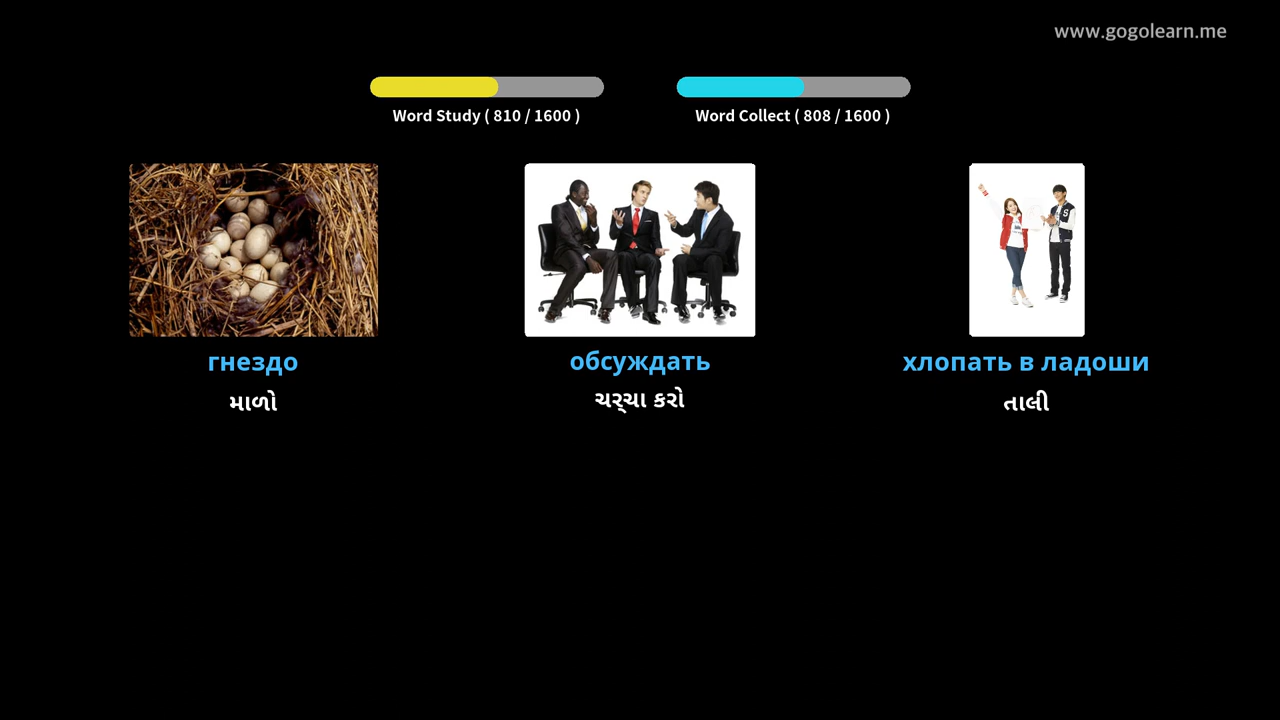 www.gogolearn.me
Word Study ( 810 / 1600 )
Word Collect ( 808 / 1600 )
гнездо
обсуждать
хлопать в ладоши
માળો
ચર્ચા કરો
તાલી